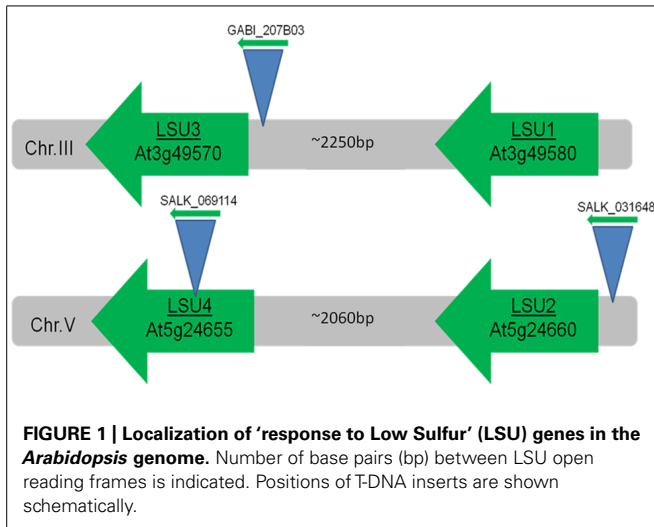 GABI_207B03
Chr.III
LSU3
At3g49570
~2250bp
LSU1
At3g49580
SALK_069114
SALK_031648
Chr.V
LSU4
At5g24655
~2060bp
LSU2
At5g24660
FIGURE 1 | Localization of ‘response to Low Sulfur’ (LSU) genes in the
Arabidopsis genome. Number of base pairs (bp) between LSU open
reading frames is indicated. Positions of T-DNA inserts are shown
schematically.